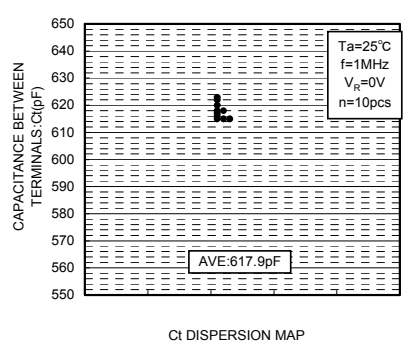 CAPACITANCE BETWEEN
TERMINALS:Ct(pF)
650
640
630
620
610
600
590
580
570
560
550
Ta=25°C
f=1MHz
VR=0V
n=10pcs
AVE:617.9pF
Ct DISPERSION MAP